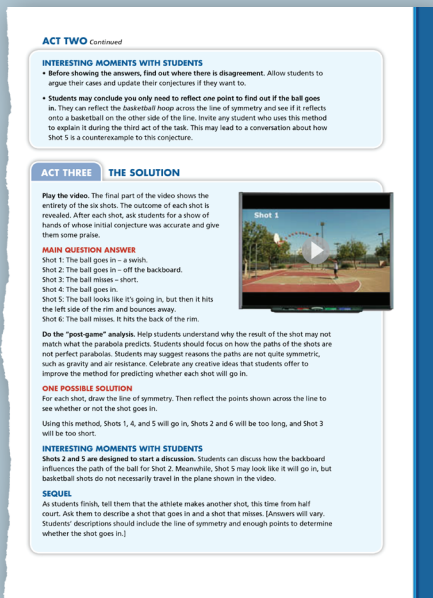 ACT TWO Continued
INTERESTING MOMENTS WITH STUDENTS
• Before showing the answers, find out where there is disagreement. Allow students to
argue their cases and update their conjectures if they want to.
• Students may conclude you only need to reflect one point to find out if the ball goes
in. They can reflect the basketball hoop across the line of symmetry and see if it reflects
onto a basketball on the other side of the line. Invite any student who uses this method
to explain it during the third act of the task. This may lead to a conversation about how
Shot 5 is a counterexample to this conjecture.
ACT THREE THE SOLUTION
Play the video. The final part of the video shows the
entirety of the six shots. The outcome of each shot is
revealed. After each shot, ask students for a show of
hands of whose initial conjecture was accurate and give
them some praise.
Shot 1
MAIN QUESTION ANSWER
Shot 1: The ball goes in – a swish.
Shot 2: The ball goes in – off the backboard.
Shot 3: The ball misses – short.
Shot 4: The ball goes in.
Shot 5: The ball looks like it's going in, but then it hits
the left side of the rim and bounces away.
Shot 6: The ball misses. It hits the back of the rim.
Do the "post-game" analysis. Help students understand why the result of the shot may not
match what the parabola predicts. Students should focus on how the paths of the shots are
not perfect parabolas. Students may suggest reasons the paths are not quite symmetric,
such as gravity and air resistance. Celebrate any creative ideas that students offer to
improve the method for predicting whether each shot will go in.
ONE POSSIBLE SOLUTION
For each shot, draw the line of symmetry. Then reflect the points shown across the line to
see whether or not the shot goes in.
Using this method, Shots 1, 4, and 5 will go in, Shots 2 and 6 will be too long, and Shot 3
will be too short.
INTERESTING MOMENTS WITH STUDENTS
Shots 2 and 5 are designed to start a discussion. Students can discuss how the backboard
influences the path of the ball for Shot 2. Meanwhile, Shot 5 may look like it will go in, but
basketball shots do not necessarily travel in the plane shown in the video.
SEQUEL
As students finish, tell them that the athlete makes another shot, this time from half
court. Ask them to describe a shot that goes in and a shot that misses. [Answers will vary.
Students' descriptions should include the line of symmetry and enough points to determine
whether the shot goes in.]